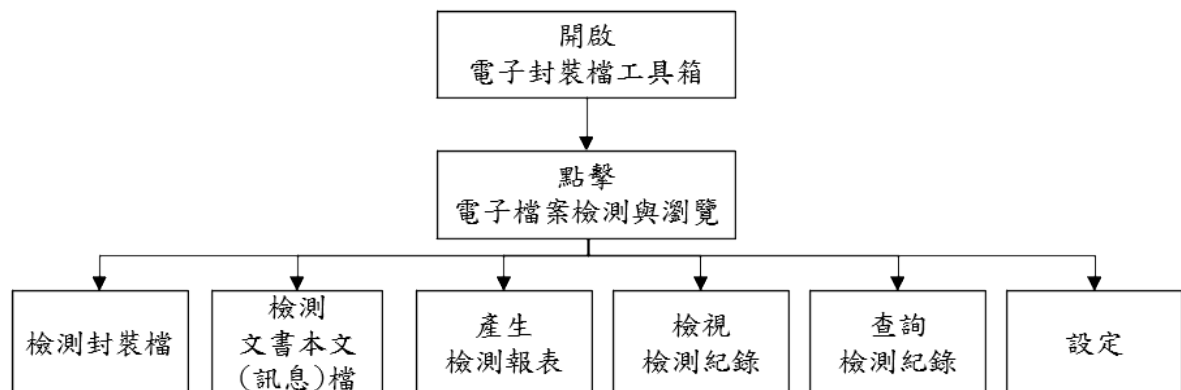 開啟
電子封裝檔工具箱
點擊
電子檔案檢測與瀏覽
檢測封裝檔
檢測
文書本文
(訊息)檔
產生
檢測報表
檢視
檢測紀錄
查詢
檢測紀錄
設定